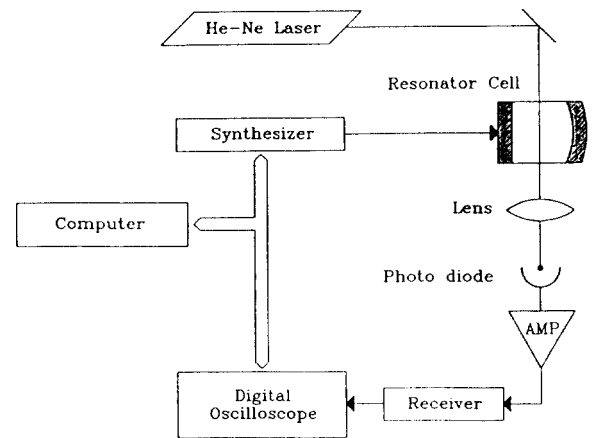 He-Ne Laser
Resonator Cell
Synthesizer
Computer
Lens
Photo diode
AMP
Digital
Oscilloscope
Receiver